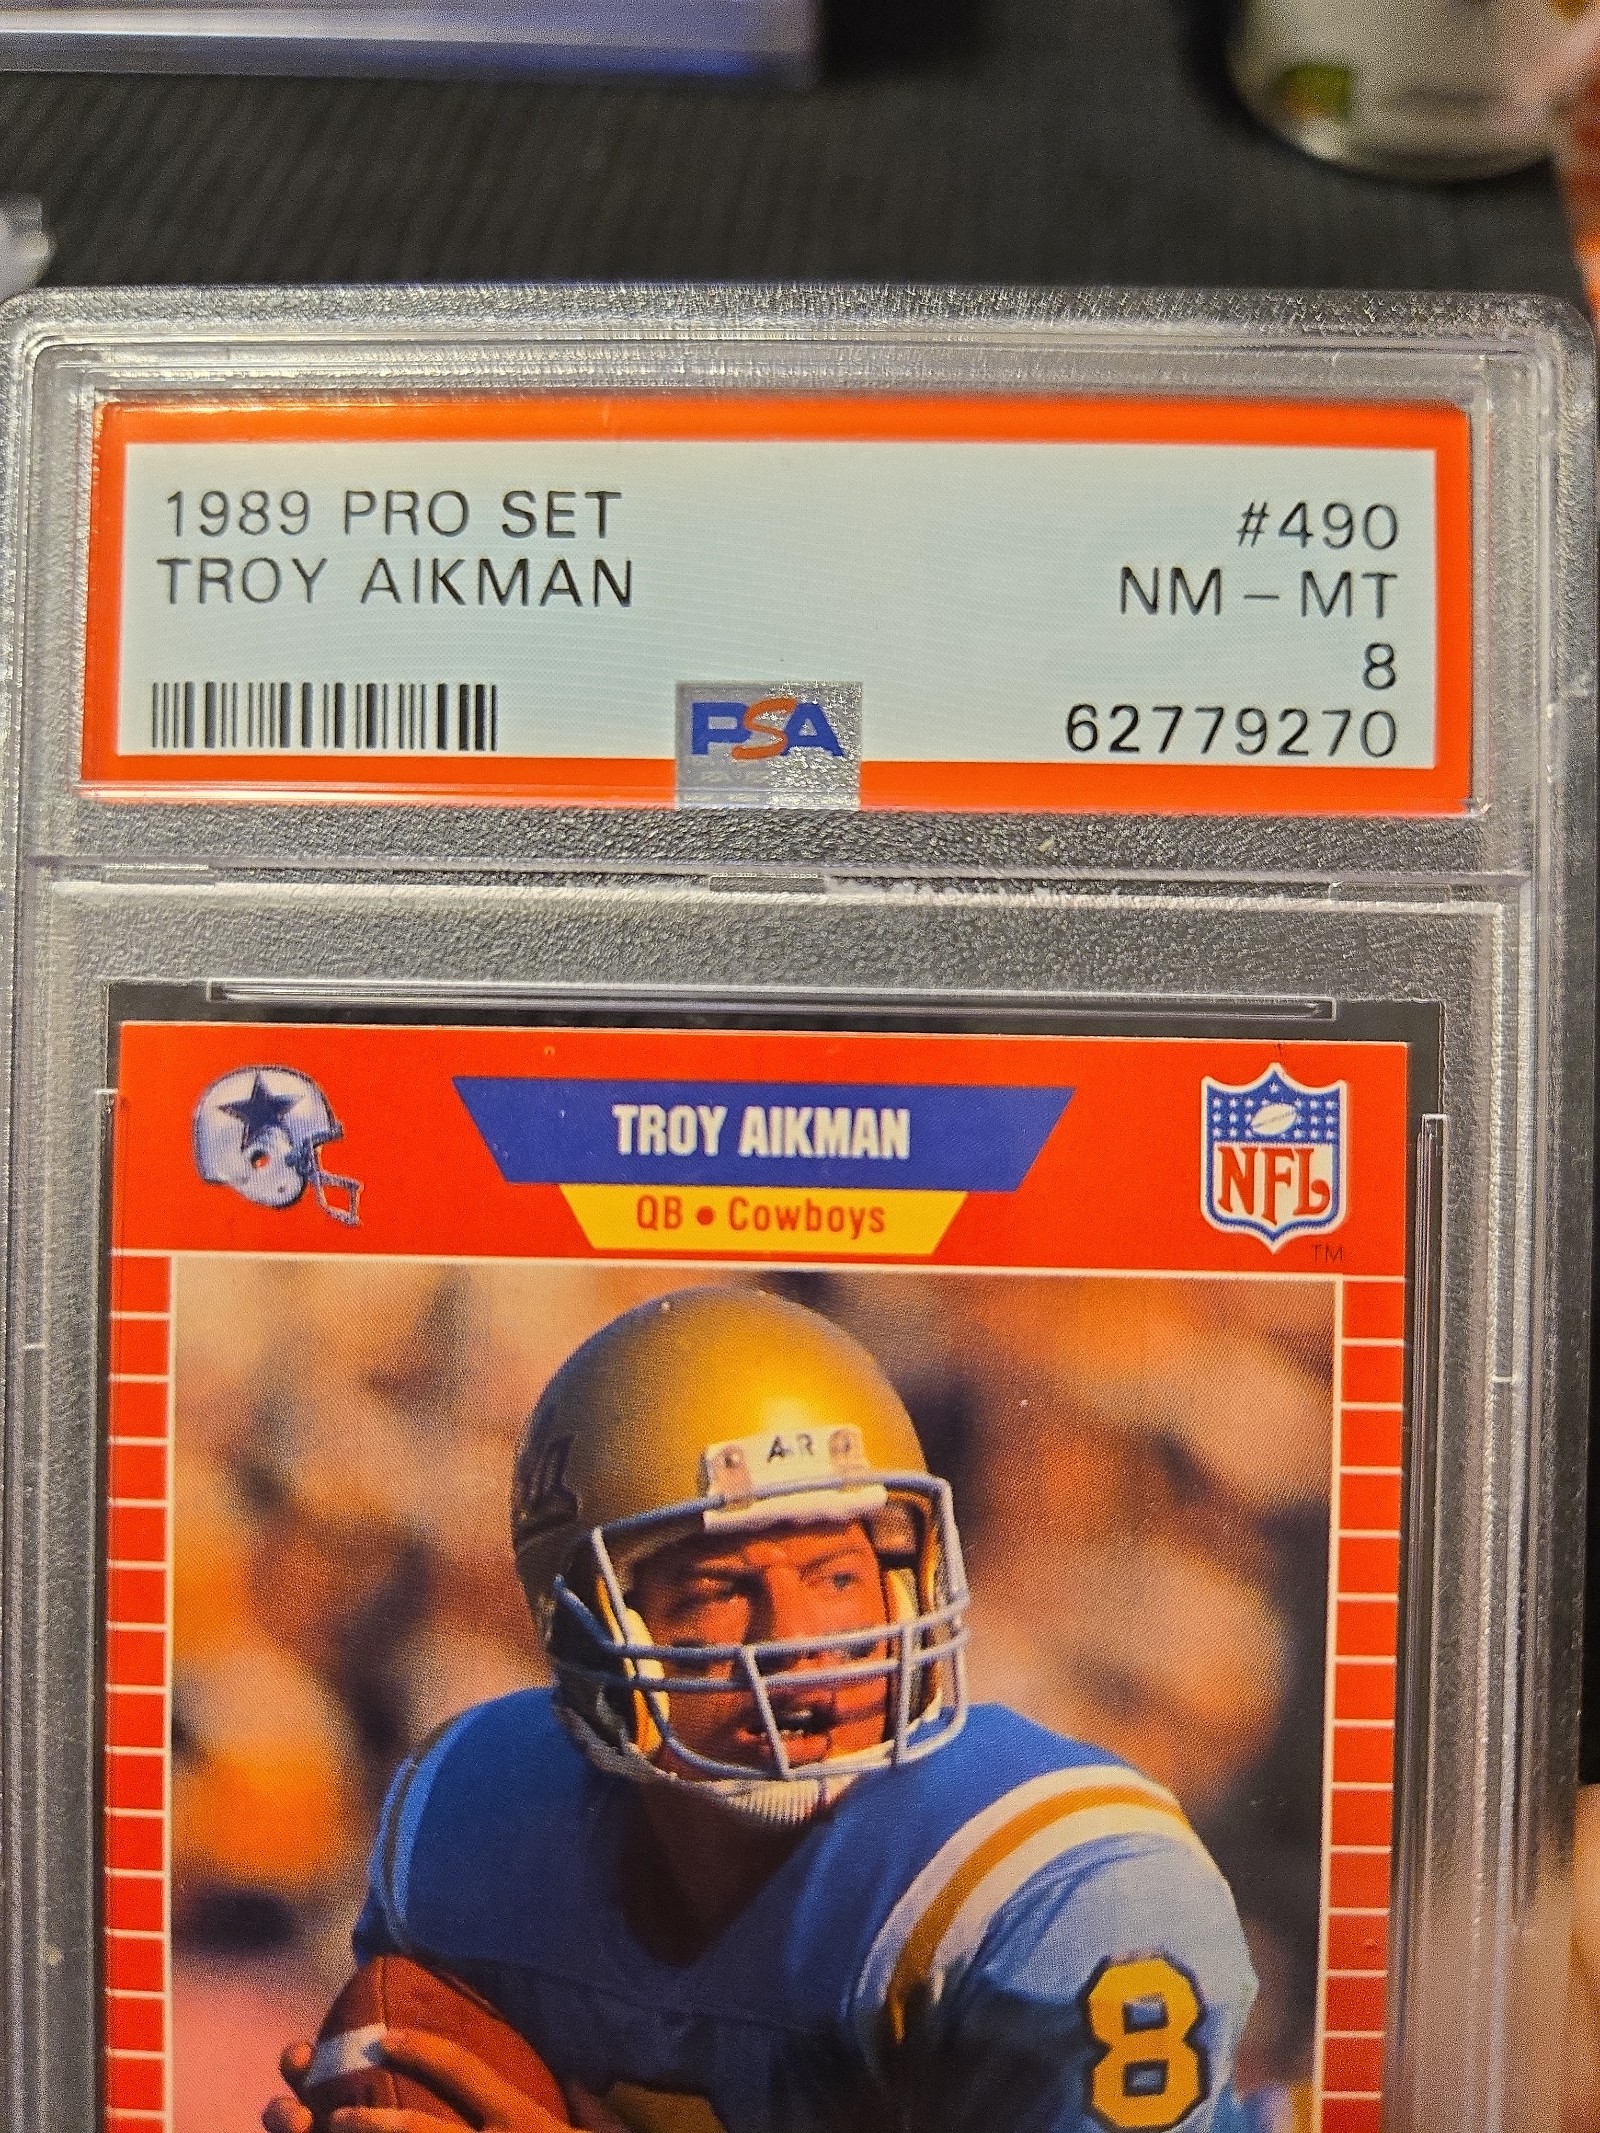 1989 PRO SET
TROY AIKMAN
#490
NM - MT
8
62779270
PSA
TROY AIKMAN
QB • Cowboys
NFL
TM
8